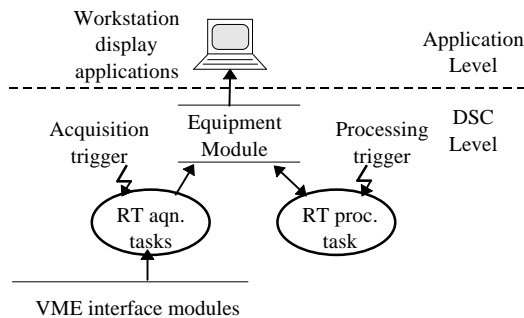 Workstation
display
applications
Application
Level
DSC
Level
Acquisition
trigger
Equipment
Module
Processing
trigger
RT aqn.
tasks
RT proc.
task
VME interface modules